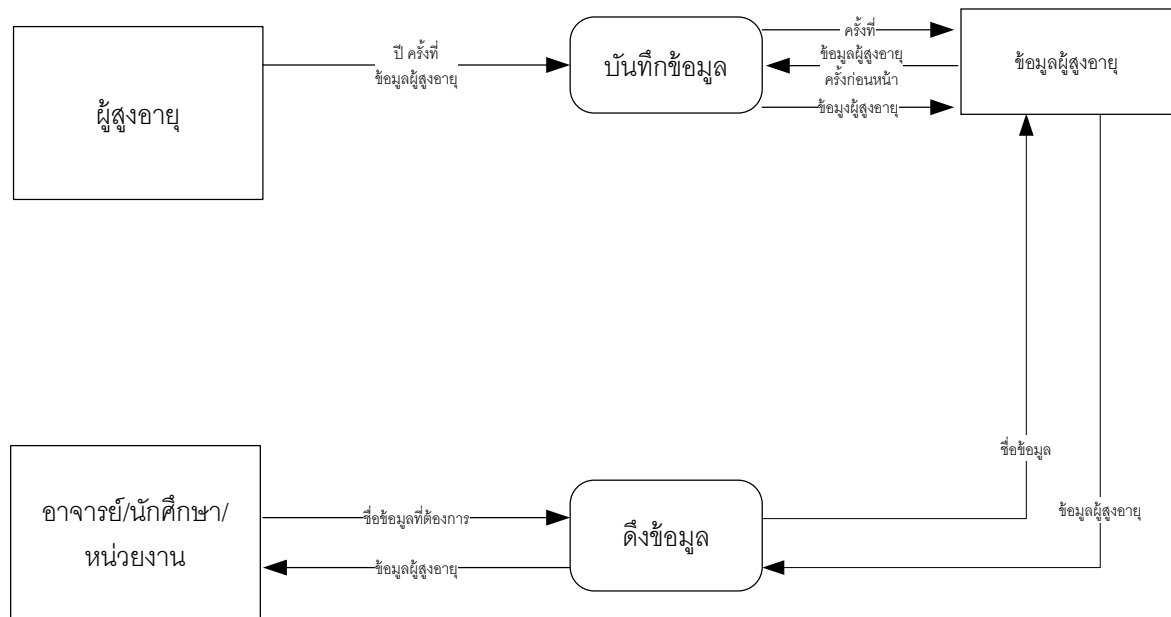 ผู้สูงอายุ
ปี ครั้งที่
ข้อมูลผู้สูงอายุ
บันทึกข้อมูล
ครั้งที่
ข้อมูลผู้สูงอายุ
ครั้งก่อนหน้า
ข้อมูงผู้สูงอายุ
ข้อมูลผู้สูงอายุ
ชื่อข้อมูล
ข้อมูลผู้สูงอายุ
อาจารย์/นักศึกษา/
หน่วยงาน
ชื่อข้อมูลที่ต้องการ
ข้อมูลผู้สูงอายุ
ดึงข้อมูล